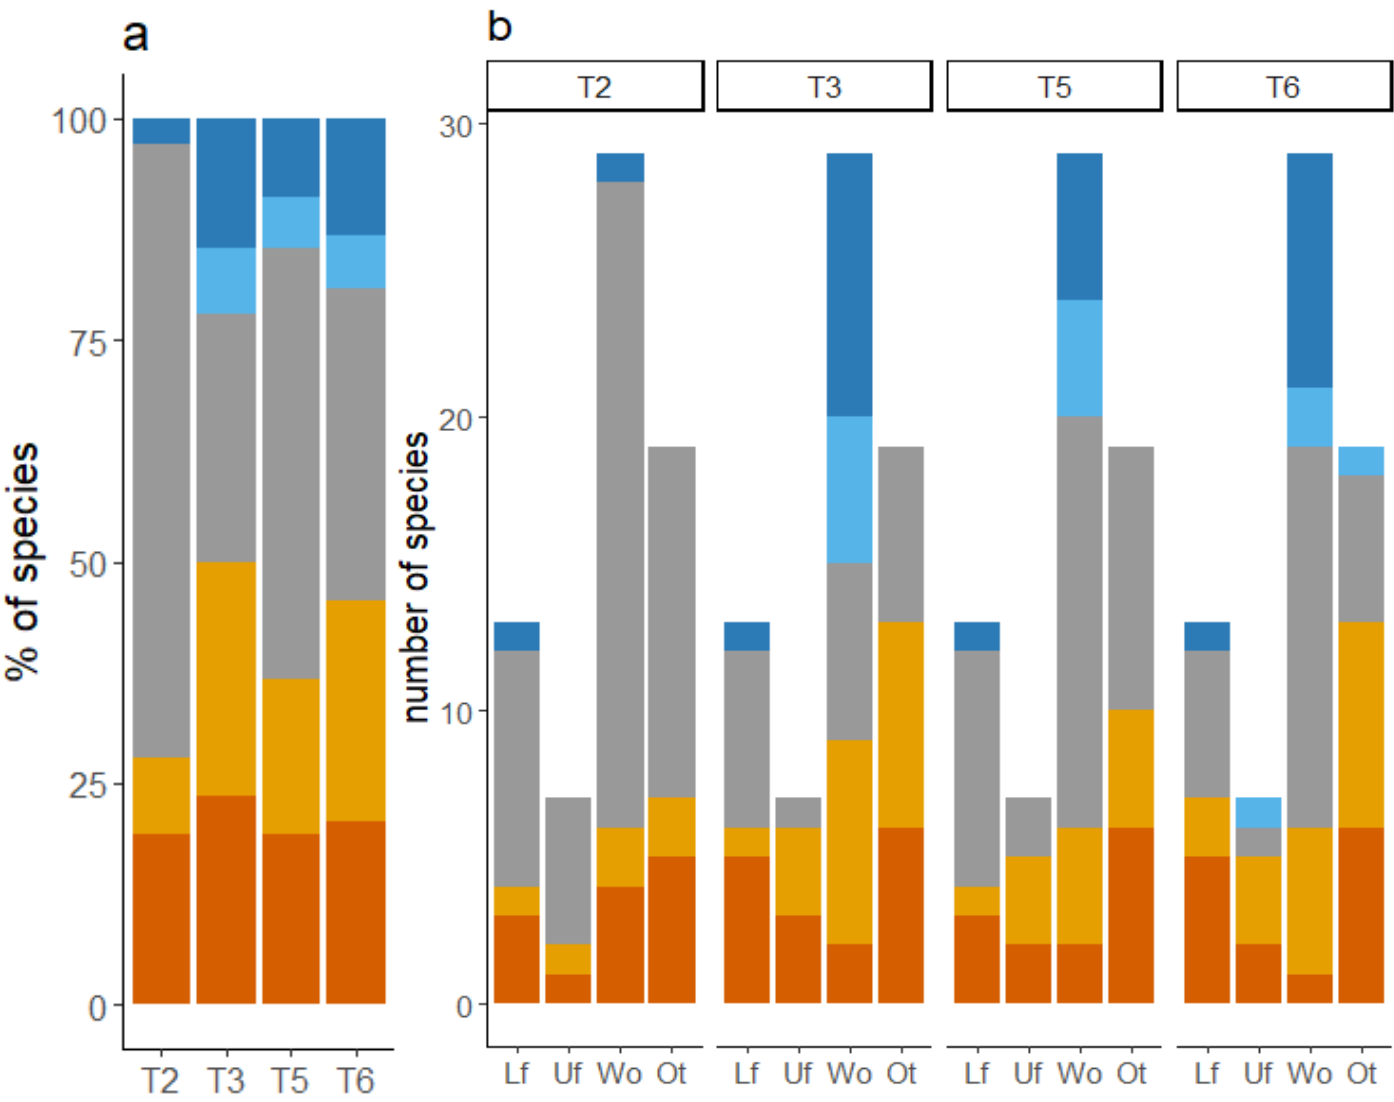 a
% of species
100
75
50
25
0
T2 T3 T5 T6
b
T2 T3 T5 T6
number of species
30
20
10
0
Lf Uf Wo Ot Lf Uf Wo Ot Lf Uf Wo Ot Lf Uf Wo Ot